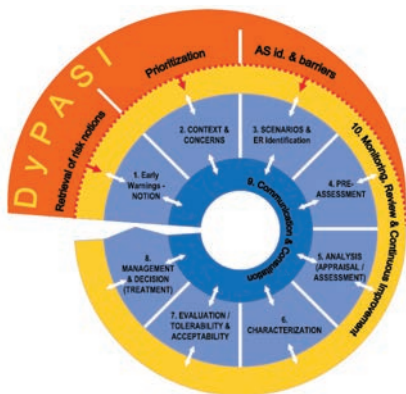 DyPASI
Retrieval of risk notions
Prioritization
AS id. & barriers
1. Early
Warnings -
NOTION
2. CONTEXT &
CONCERNS
3. SCENARIOS &
ER Identification
4. PRE-
ASSESSMENT
5. ANALYSIS
(APPRAISAL /
ASSESSMENT)
6.
CHARACTERIZATION
7. EVALUATION /
TOLERABILITY &
ACCEPTABILITY
8.
MANAGEMENT
& DECISION
(TREATMENT)
9. Communication & Consultation
10. Monitoring, Review & Continuous Improvement